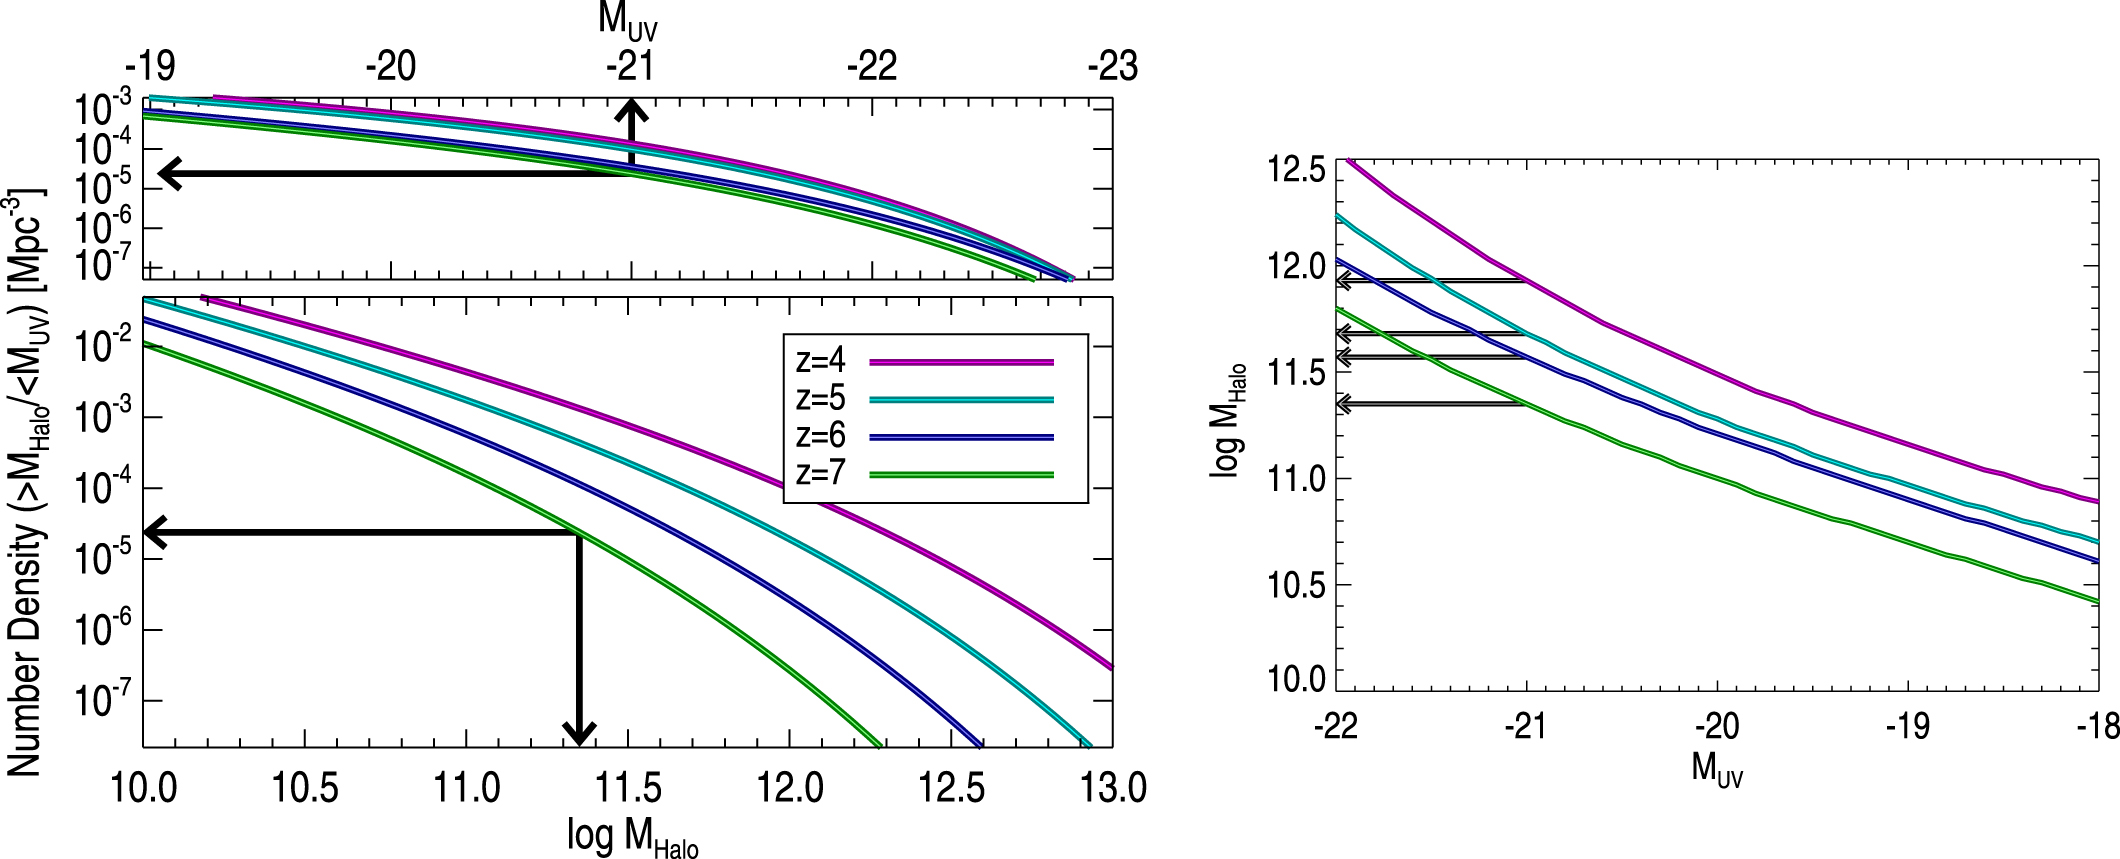 M_UV
-19 -20 -21 -22 -23
10^-3
10^-4
10^-5
10^-6
10^-7
Number Density (>M_Halo/<M_UV) [Mpc^-3]
10^-2
10^-3
10^-4
10^-5
10^-6
10^-7
z=4
z=5
z=6
z=7
10.0 10.5 11.0 11.5 12.0 12.5 13.0
log M_Halo
12.5
12.0
11.5
11.0
10.5
10.0
log M_Halo
-22 -21 -20 -19 -18
M_UV